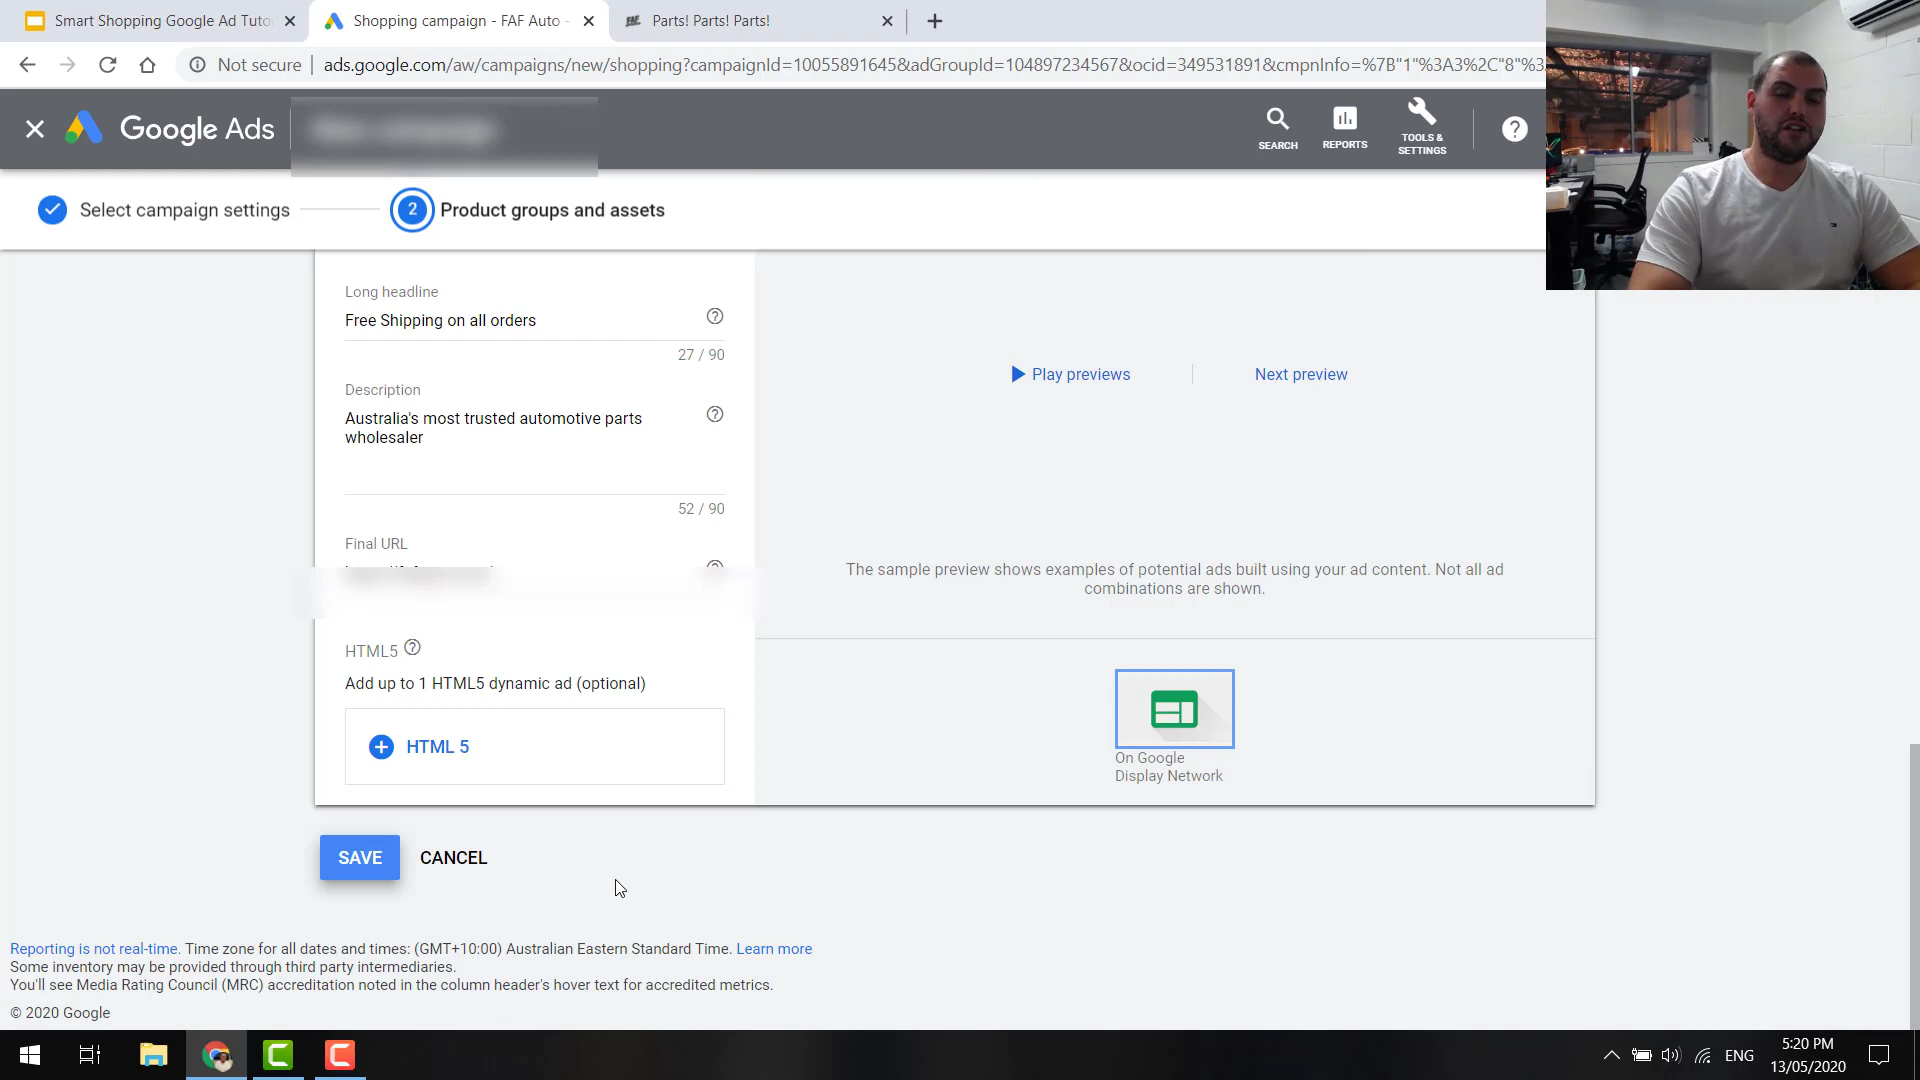 Smart Shopping Google Ad Tuto
Shopping campaign - FAF Auto -
Parts! Parts! Parts!
Not secure
ads.google.com/aw/campaigns/new/shopping?campaignId=10055891645&adGroupId=104897234567&ocid=349531891&cmpnInfo=%7B"1"%3A3%2C"8"%3
Google Ads
SEARCH
REPORTS
TOOLS &
SETTINGS
Select campaign settings
2
Product groups and assets
Long headline
Free Shipping on all orders
27 / 90
Description
Australia's most trusted automotive parts
wholesaler
52 / 90
Final URL
HTML5
Add up to 1 HTML5 dynamic ad (optional)
HTML 5
Play previews
Next preview
The sample preview shows examples of potential ads built using your ad content. Not all ad
combinations are shown.
On Google
Display Network
SAVE
CANCEL
Reporting is not real-time. Time zone for all dates and times: (GMT+10:00) Australian Eastern Standard Time. Learn more
Some inventory may be provided through third party intermediaries.
You'll see Media Rating Council (MRC) accreditation noted in the column header's hover text for accredited metrics.
© 2020 Google
ENG
5:20 PM
13/05/2020